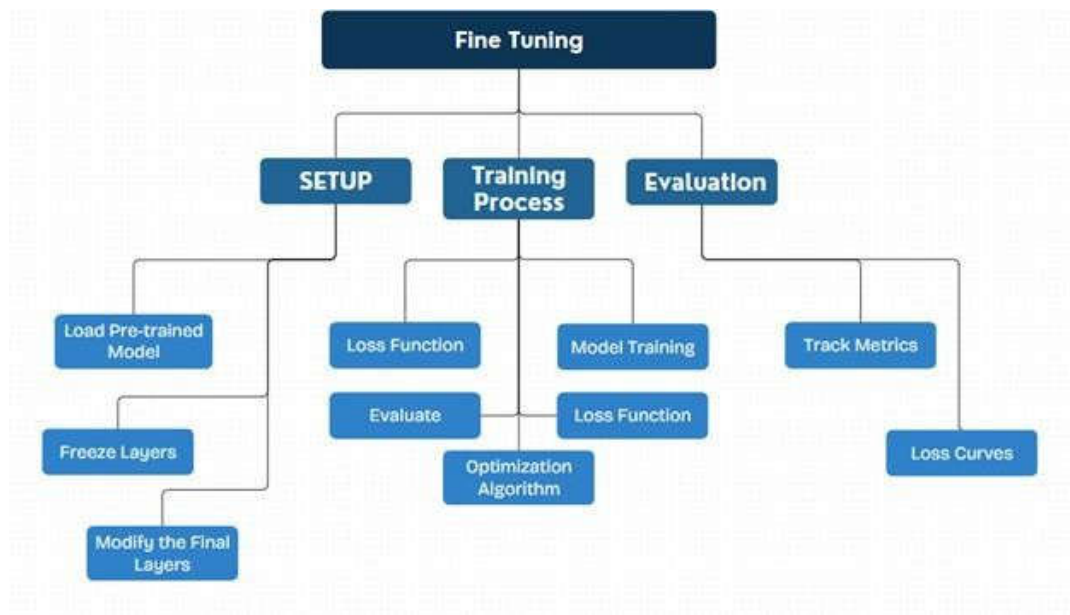 Fine Tuning
SETUP
Training
Process
Evaluation
Load Pre-trained
Model
Loss Function
Model Training
Track Metrics
Evaluate
Loss Function
Freeze Layers
Optimization
Algorithm
Loss Curves
Modify the Final
Layers